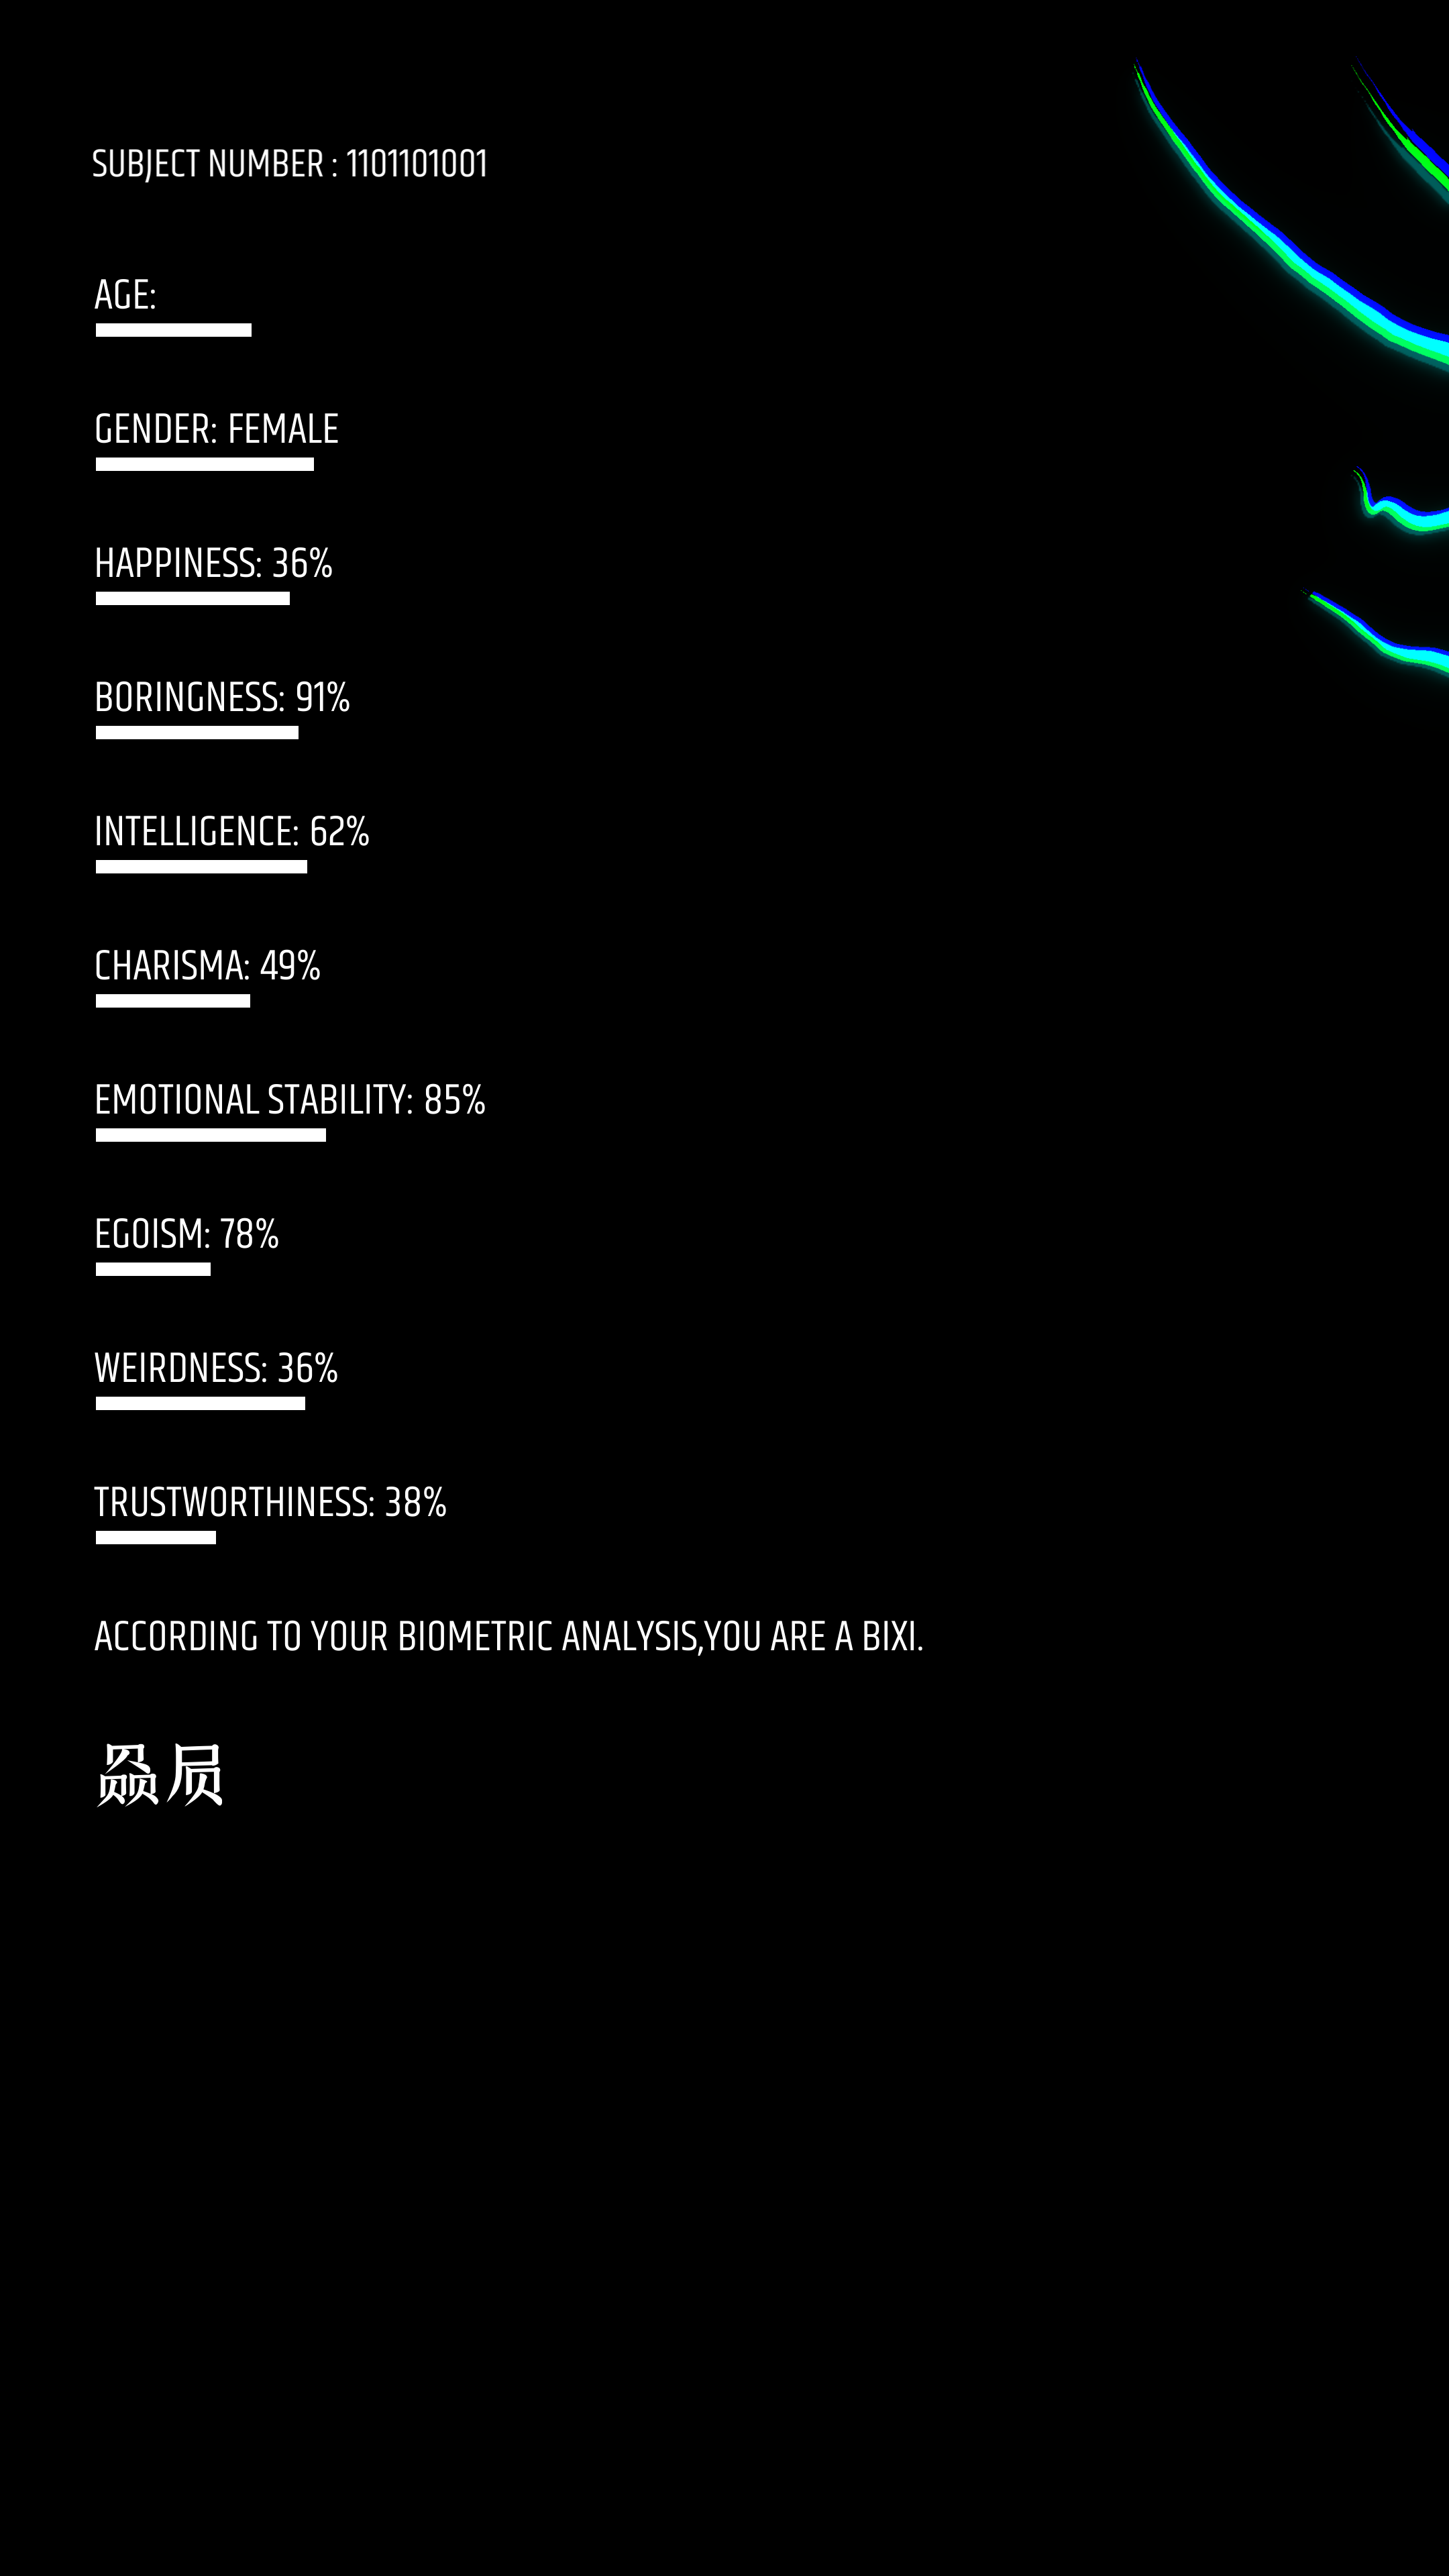 SUBJECT NUMBER : 1101101001
AGE:
GENDER: FEMALE
HAPPINESS: 36%
BORINGNESS: 91%
INTELLIGENCE: 62%
CHARISMA: 49%
EMOTIONAL STABILITY: 85%
EGOISM: 78%
WEIRDNESS: 36%
TRUSTWORTHINESS: 38%
ACCORDING TO YOUR BIOMETRIC ANALYSIS,YOU ARE A BIXI.
赑屃